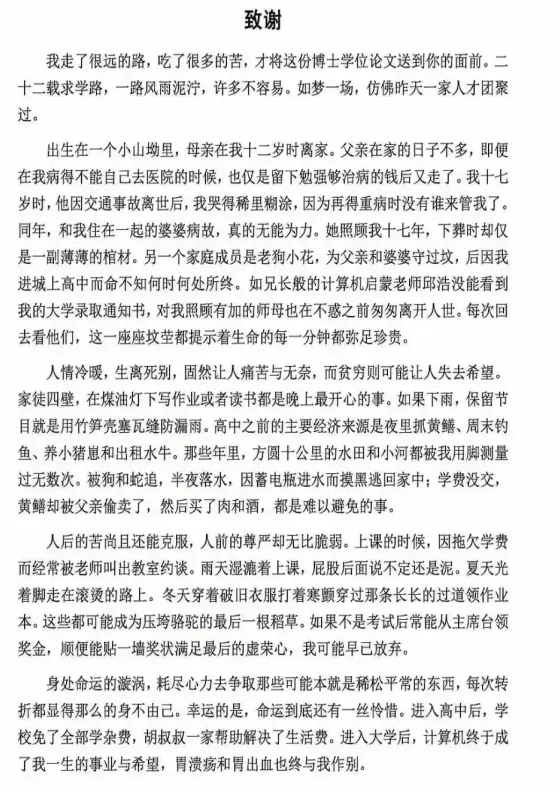 致谢
我走了很远的路，吃了很多的苦，才将这份博士学位论文送到你的面前。二
十二载求学路，一路风雨泥泞，许多不容易。如梦一场，仿佛昨天一家人才团聚
过。
出生在一个小山坳里，母亲在我十二岁时离家。父亲在家的日子不多，即便
在我病得不能自己去医院的时候，也仅是留下勉强够治病的钱后又走了。我十七
岁时，他因交通事故离世后，我哭得稀里糊涂，因为再得重病时没有谁来管我了。
同年，和我住在一起的婆婆病故，真的无能为力。她照顾我十七年，下葬时却仅
是一副薄薄的棺材。另一个家庭成员是老狗小花，为父亲和婆婆守过坟，后因我
进城上高中而命不知何时何处所终。如兄长般的计算机启蒙老师邱浩没能看到
我的大学录取通知书，对我照顾有加的师母也在不惑之前匆匆离开人世。每次回
去看他们，这一座座坟茔都提示着生命的每一分钟都弥足珍贵。
人情冷暖，生离死别，固然让人痛苦与无奈，而贫穷则可能让人失去希望。
家徒四壁，在煤油灯下写作业或者读书都是晚上最开心的事。如果下雨，保留节
目就是用竹笋壳塞瓦缝防漏雨。高中之前的主要经济来源是夜里抓黄鳝、周末钓
鱼、养小猪崽和出租水牛。那些年里，方圆十公里的水田和小河都被我用脚测量
过无数次。被狗和蛇追，半夜落水，因蓄电瓶进水而摸黑逃回家中；学费没交，
黄鳝却被父亲偷卖了，然后买了肉和酒，都是难以避免的事。
人后的苦尚且还能克服，人前的尊严却无比脆弱。上课的时候，因拖欠学费
而经常被老师叫出教室约谈。雨天湿漉着上课，屁股后面说不定还是泥。夏天光
着脚走在滚烫的路上。冬天穿着破旧衣服打着寒颤穿过那条长长的过道领作业
本。这些都可能成为压垮骆驼的最后一根稻草。如果不是考试后常能从主席台领
奖金，顺便能贴一墙奖状满足最后的虚荣心，我可能早已放弃。
身处命运的漩涡，耗尽心力去争取那些可能本就是稀松平常的东西，每次转
折都显得那么的身不由己。幸运的是，命运到底还有一丝怜惜。进入高中后，学
校免了全部学杂费，胡叔叔一家帮助解决了生活费。进入大学后，计算机终于成
了我一生的事业与希望，胃溃疡和胃出血也终与我作别。